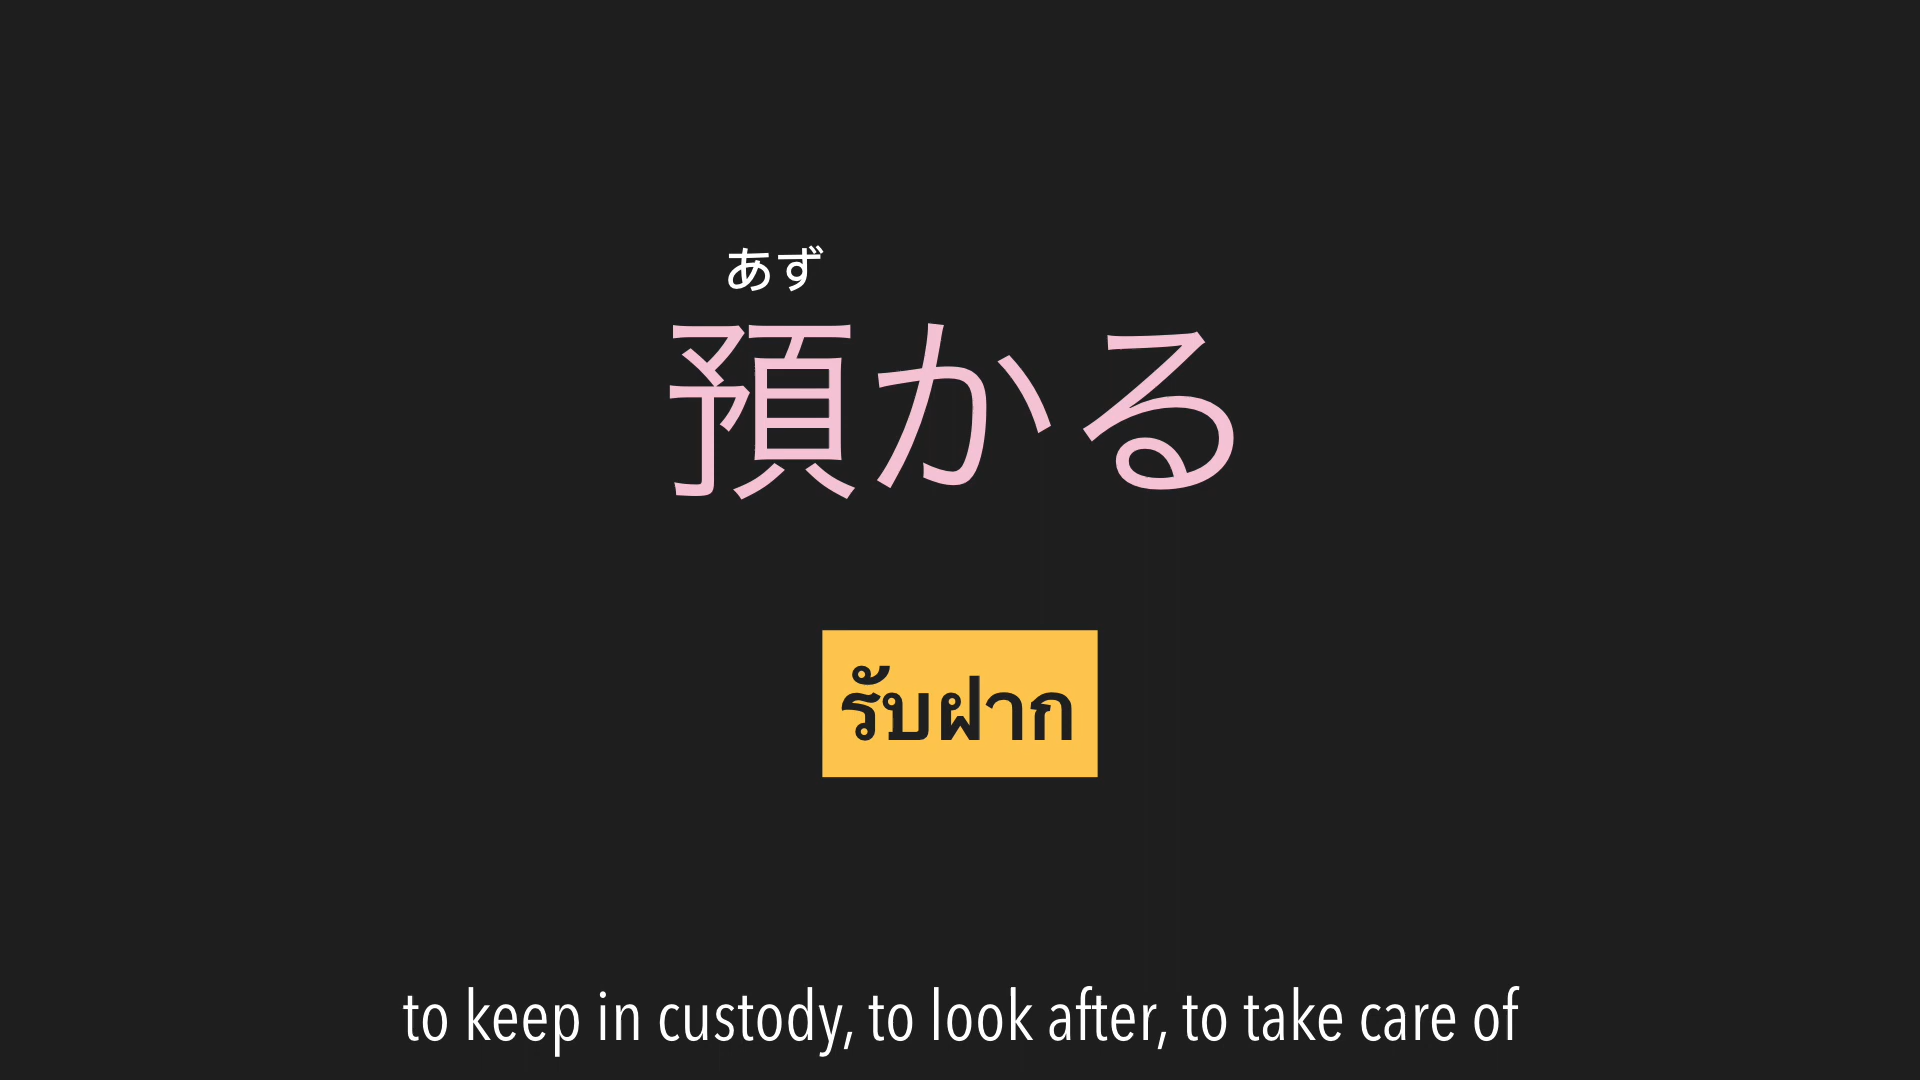 あず
預かる
รับฝาก
to keep in custody, to look after, to take care of